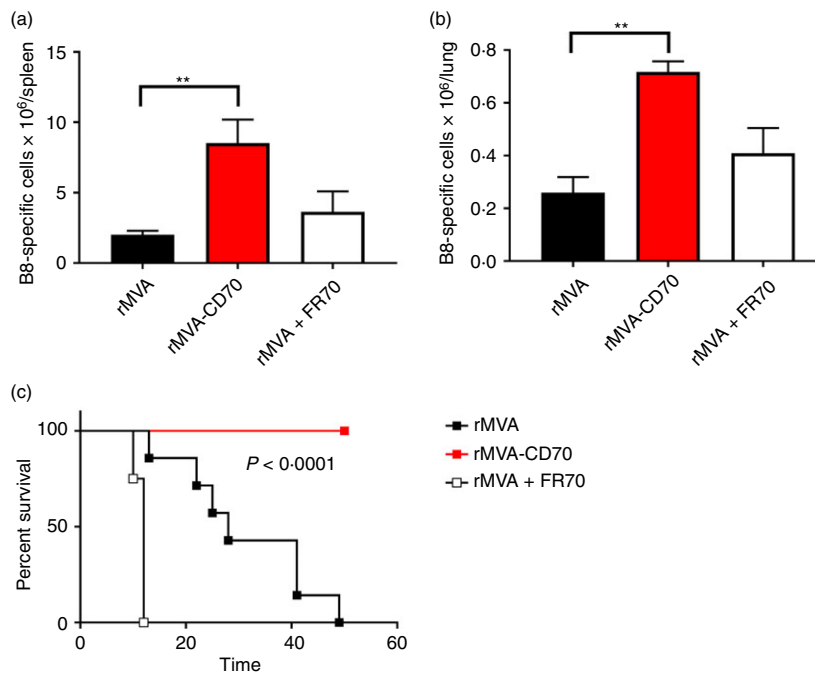 (a)
B8-specific cells × 10⁶/spleen
15
10
5
0
**
rMVA
rMVA-CD70
rMVA + FR70
(b)
B8-specific cells × 10⁶/lung
0·8
0·6
0·4
0·2
0·0
**
rMVA
rMVA-CD70
rMVA + FR70
(c)
Percent survival
100
50
0
P < 0·0001
0 20 40 60
Time
rMVA
rMVA-CD70
rMVA + FR70